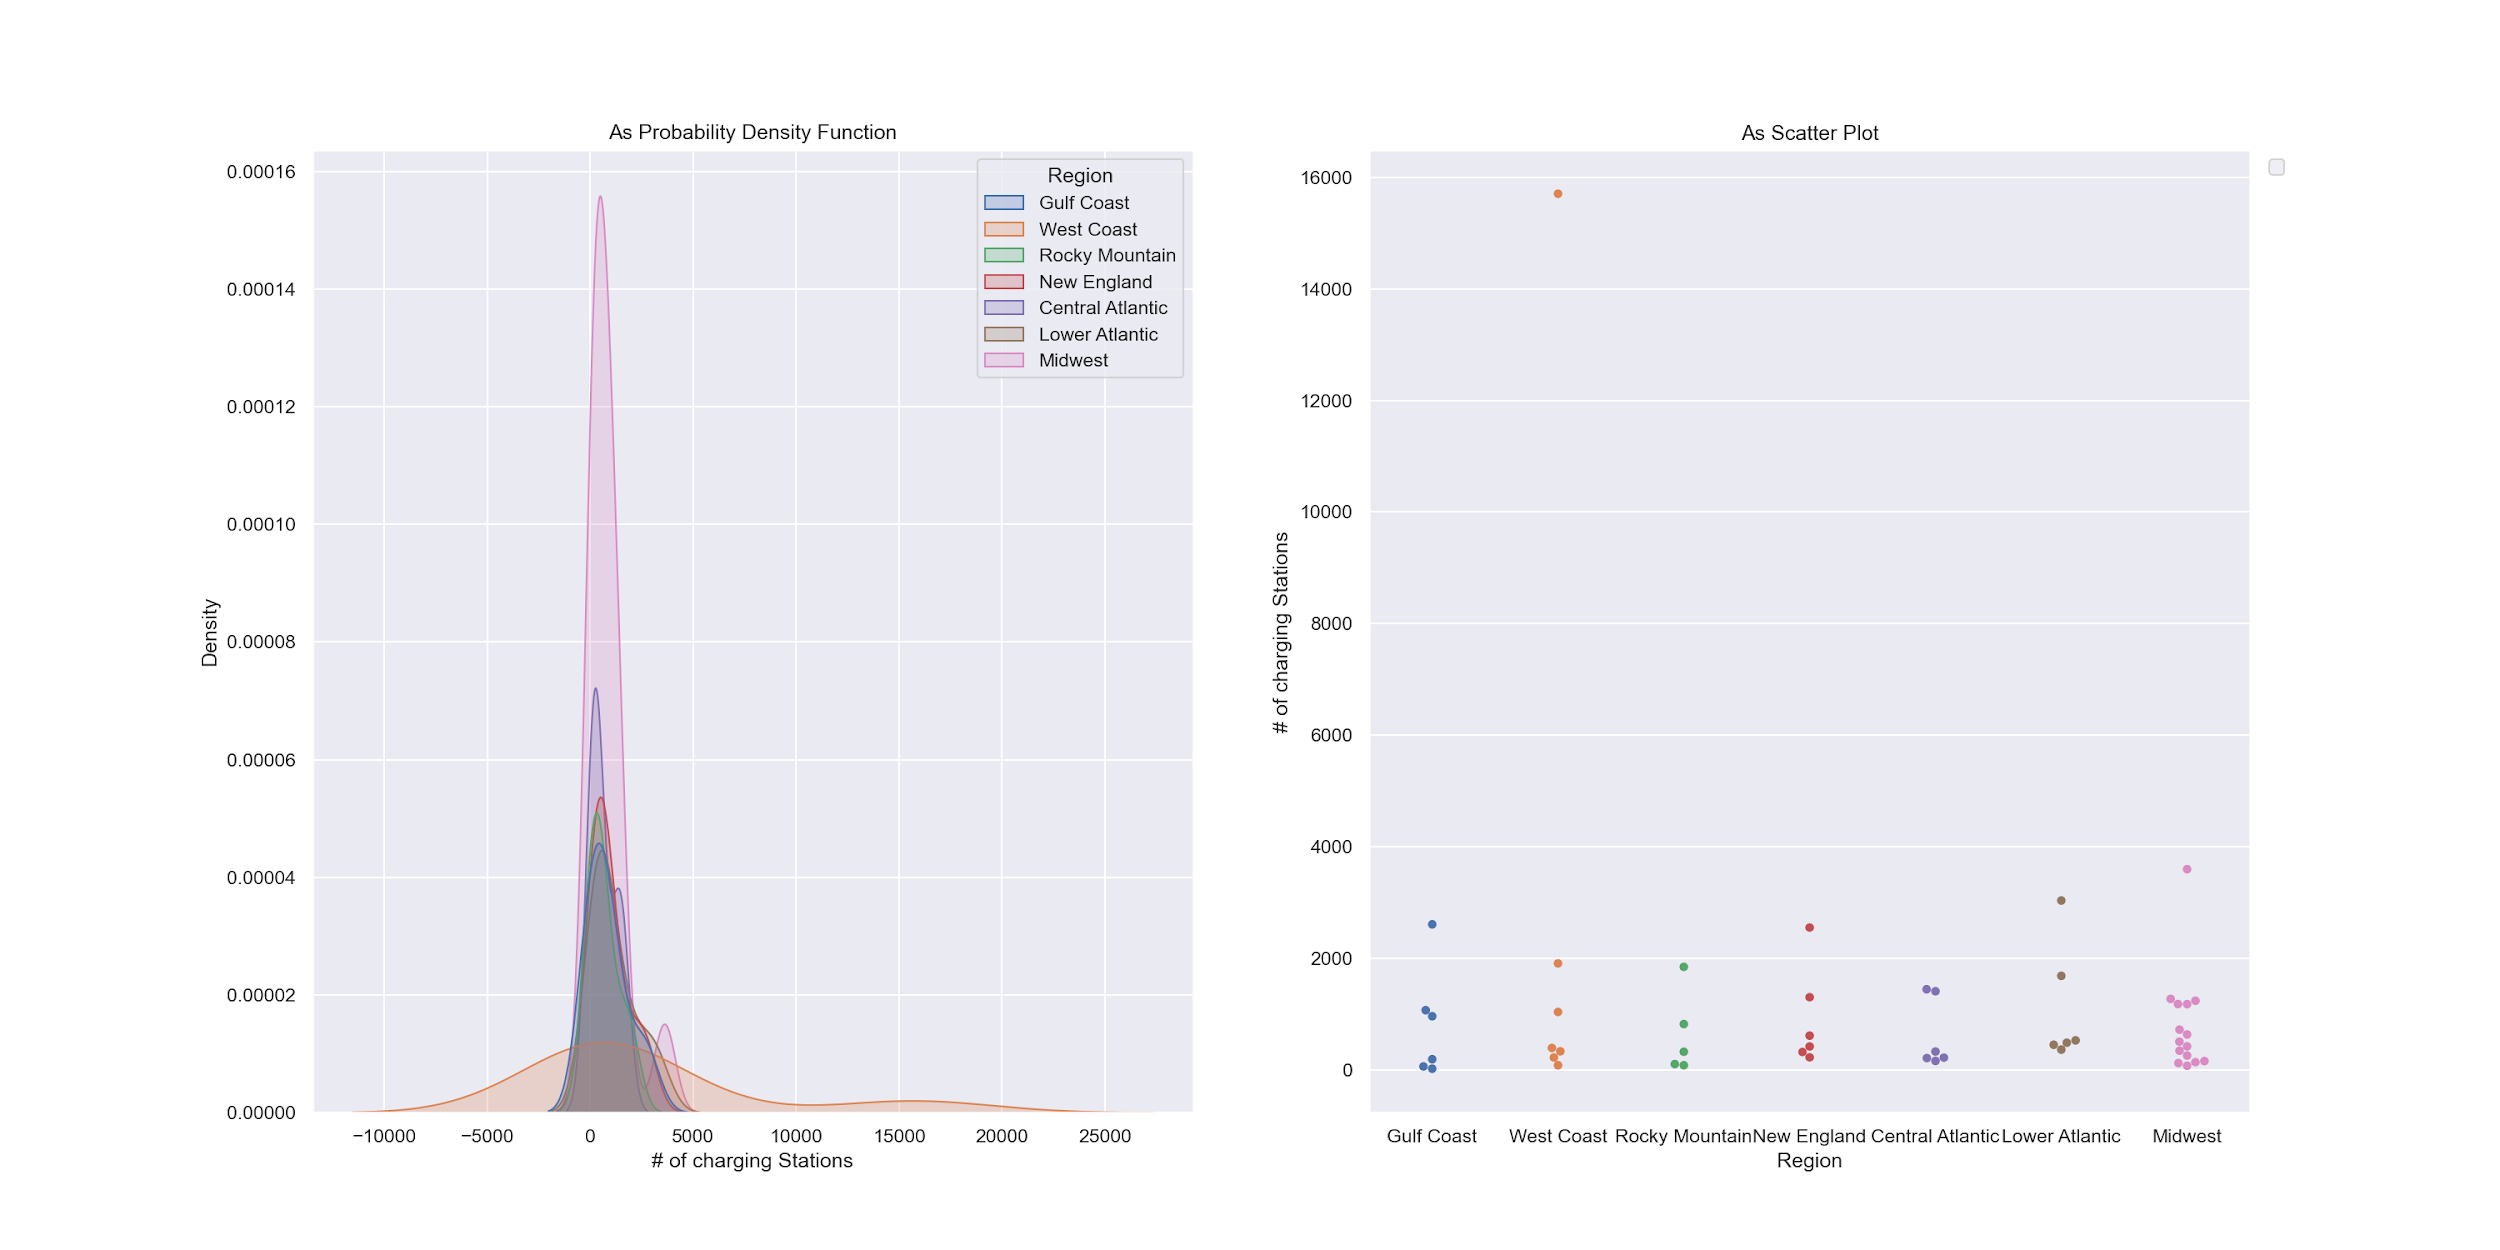 As Probability Density Function
0.00016
0.00014
0.00012
0.00010
0.00008
0.00006
0.00004
0.00002
0.00000
Density
−10000 −5000 0 5000 10000 15000 20000 25000
# of charging Stations
Region
Gulf Coast
West Coast
Rocky Mountain
New England
Central Atlantic
Lower Atlantic
Midwest
As Scatter Plot
16000
14000
12000
10000
8000
6000
4000
2000
0
# of charging Stations
Gulf Coast West Coast Rocky Mountain New England Central Atlantic Lower Atlantic Midwest
Region